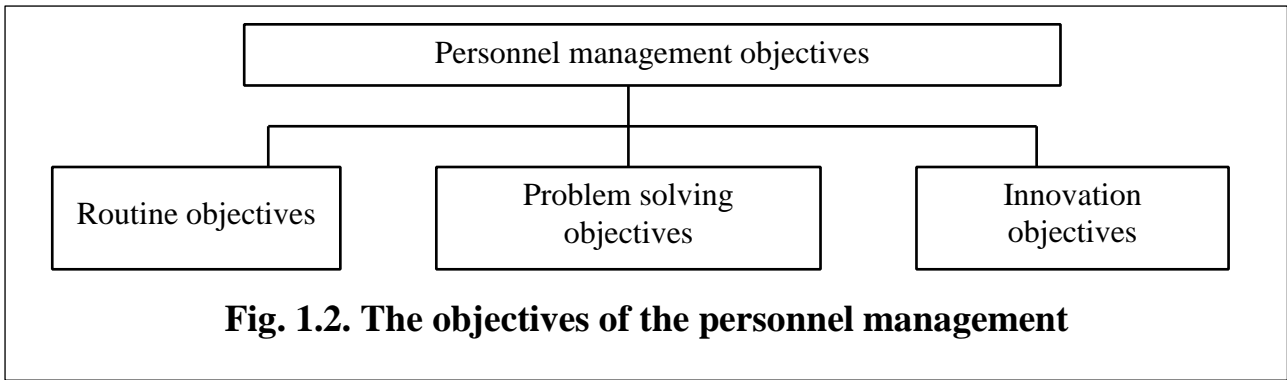 Personnel management objectives
Routine objectives
Problem solving
objectives
Innovation
objectives
Fig. 1.2. The objectives of the personnel management